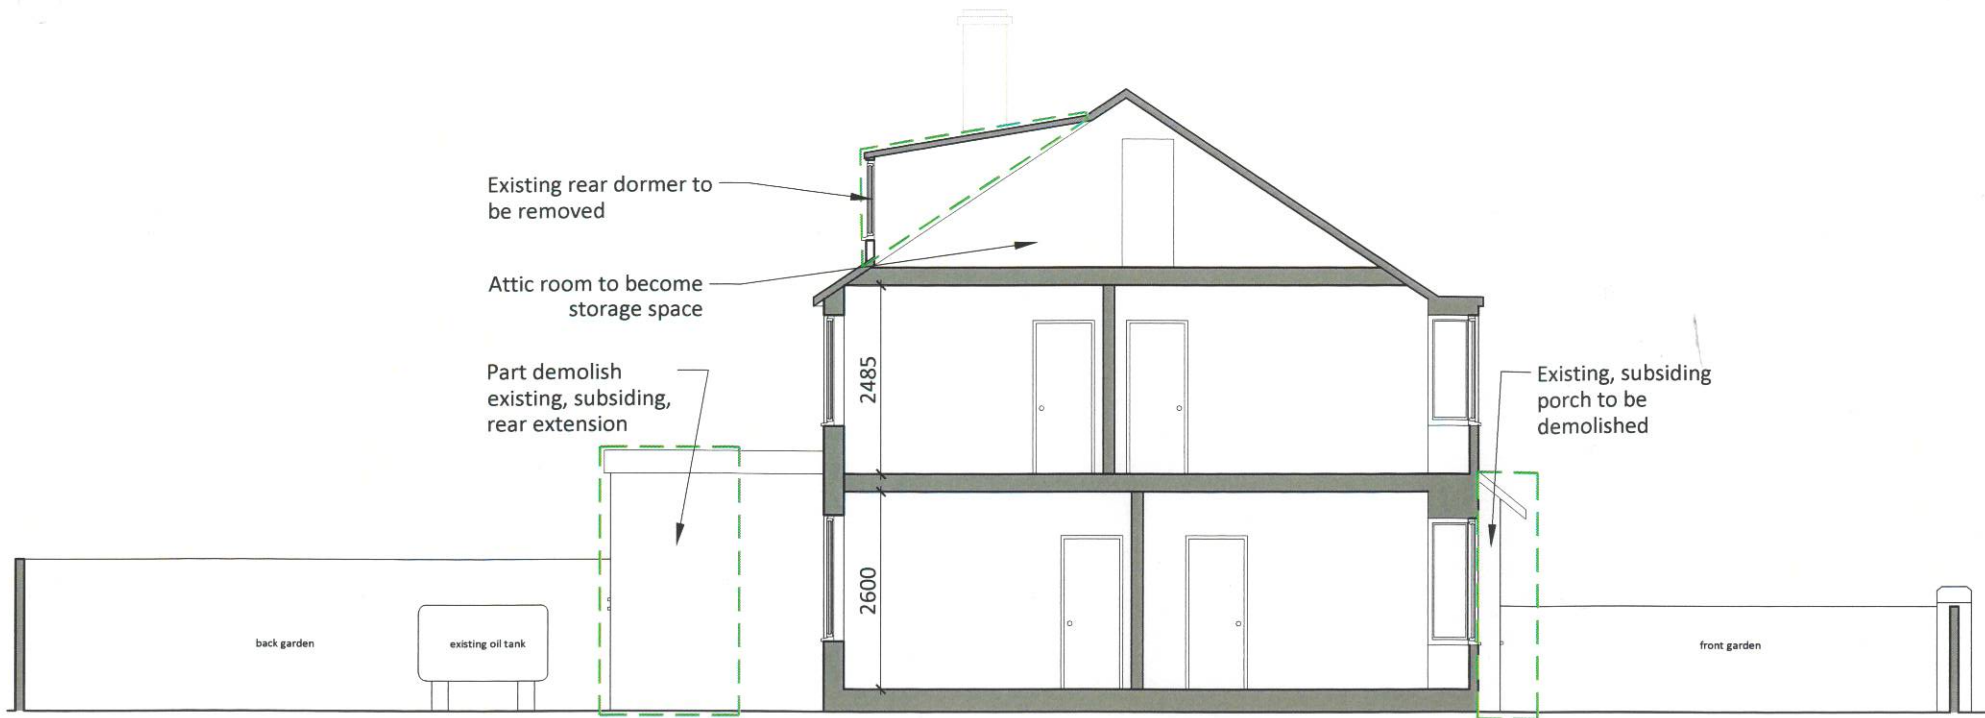 Existing rear dormer to
be removed
Attic room to become
storage space
Part demolish
existing, subsiding,
rear extension
2485
2600
Existing, subsiding
porch to be
demolished
back garden
existing oil tank
front garden